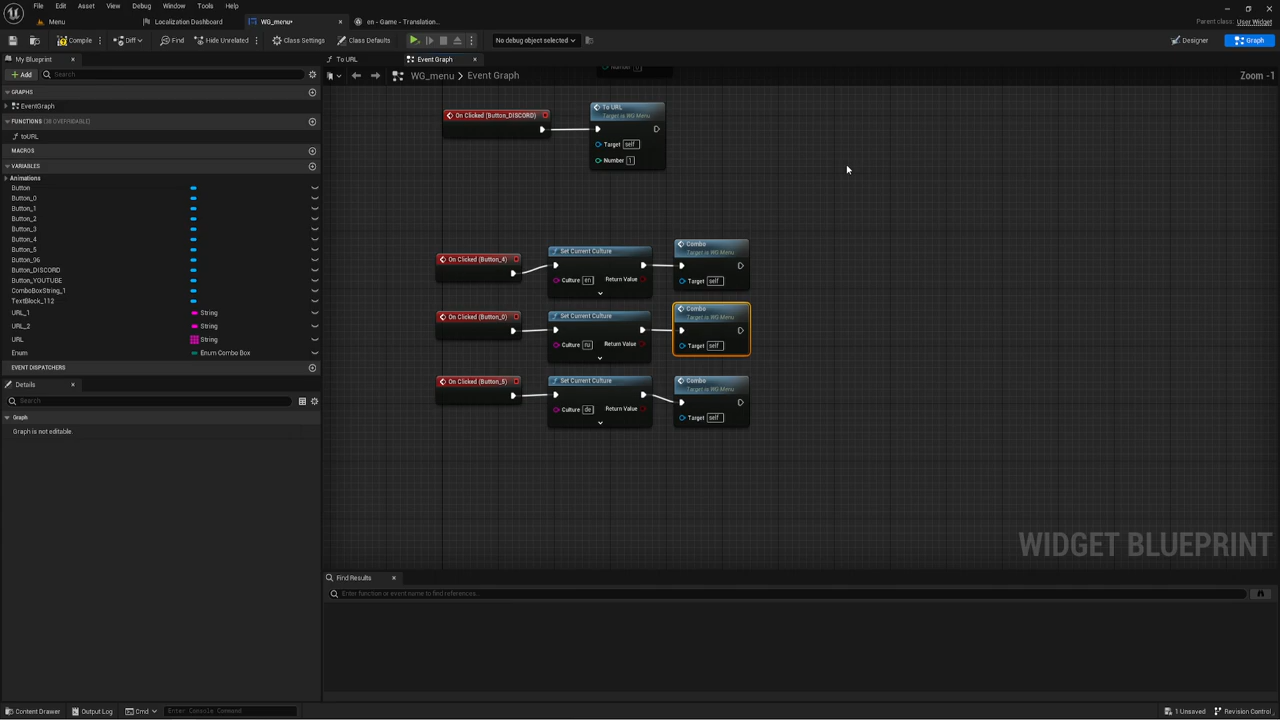 File Edit Asset View Debug Window Tools Help
Menu Localization Dashboard WG_menu• × en - Game - Translation...
Parent class: User Widget
Compile Diff Find Hide Unrelated Class Settings Class Defaults No debug object selected Designer Graph
My Blueprint × To URL Event Graph ×
+ Add Search WG_menu > Event Graph Zoom -1
GRAPHS
EventGraph
FUNCTIONS (38 OVERRIDABLE)
toURL
MACROS
VARIABLES
Animations
Button
Button_0
Button_1
Button_2
Button_3
Button_4
Button_5
Button_96
Button_DISCORD
Button_YOUTUBE
ComboBoxString_1
TextBlock_112
URL_1 String
URL_2 String
URL String
Enum Enum Combo Box
EVENT DISPATCHERS
Details ×
Search
Graph
Graph is not editable.
Number 0
On Clicked (Button_DISCORD)
To URL
Target is WG Menu
Target self
Number 1
On Clicked (Button_4)
Set Current Culture
Culture en Return Value
Combo
Target is WG Menu
Target self
On Clicked (Button_0)
Set Current Culture
Culture ru Return Value
Combo
Target is WG Menu
Target self
On Clicked (Button_5)
Set Current Culture
Culture de Return Value
Combo
Target is WG Menu
Target self
WIDGET BLUEPRINT
Find Results ×
Enter function or event name to find references...
Content Drawer Output Log Cmd Enter Console Command 1 Unsaved Revision Control